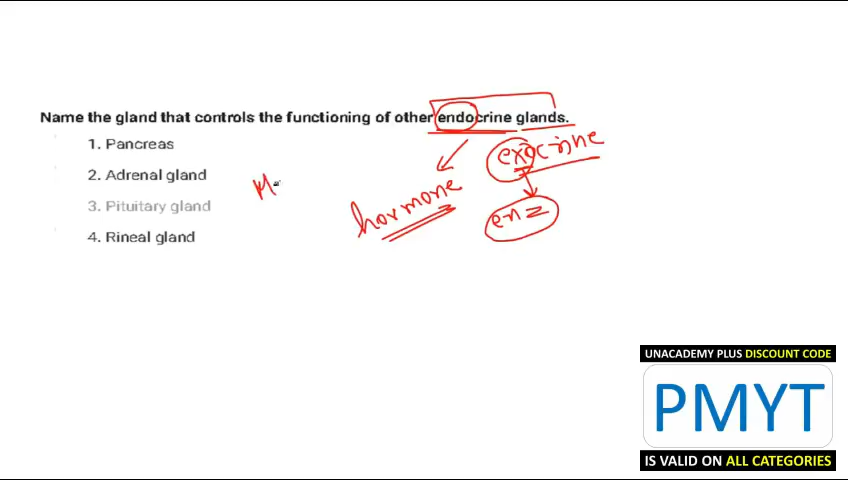 Name the gland that controls the functioning of other endocrine glands.
1. Pancreas
exocrine
2. Adrenal gland
hormone
3. Pituitary gland
enz
4. Rineal gland
UNACADEMY PLUS DISCOUNT CODE
PMYT
IS VALID ON ALL CATEGORIES